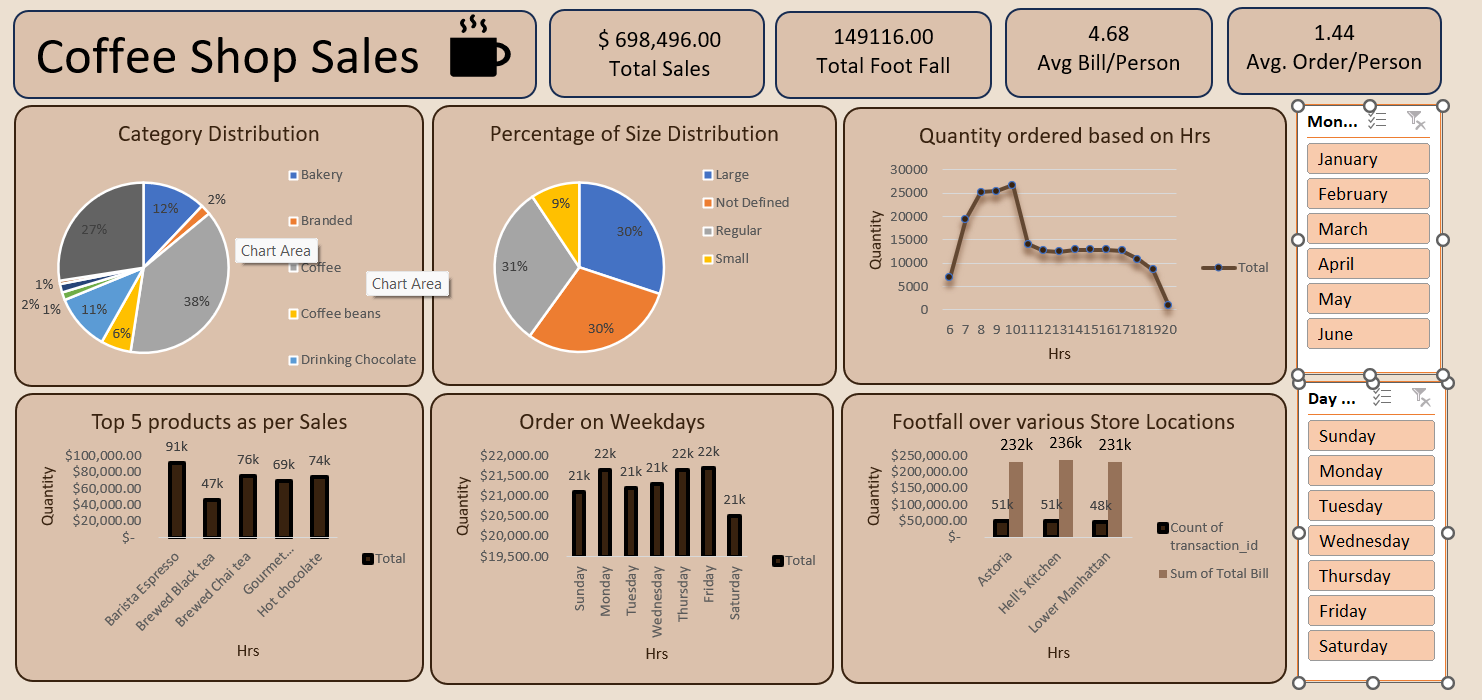 Coffee Shop Sales
$ 698,496.00
Total Sales
149116.00
Total Foot Fall
4.68
Avg Bill/Person
1.44
Avg. Order/Person
Category Distribution
12%
2%
38%
6%
11%
1%
2%
1%
27%
Bakery
Branded
Coffee
Coffee beans
Drinking Chocolate
Chart Area
Chart Area
Percentage of Size Distribution
30%
30%
31%
9%
Large
Not Defined
Regular
Small
Quantity ordered based on Hrs
Quantity
30000
25000
20000
15000
10000
5000
0
6 7 8 9 10 11 12 13 14 15 16 17 18 19 20
Hrs
Total
Mon...
January
February
March
April
May
June
Top 5 products as per Sales
Quantity
$100,000.00
$80,000.00
$60,000.00
$40,000.00
$20,000.00
$-
91k
47k
76k
69k
74k
Barista Espresso
Brewed Black tea
Brewed Chai tea
Gourmet...
Hot chocolate
Hrs
Total
Order on Weekdays
Quantity
$22,000.00
$21,500.00
$21,000.00
$20,500.00
$20,000.00
$19,500.00
21k
22k
21k
21k
22k
22k
21k
Sunday
Monday
Tuesday
Wednesday
Thursday
Friday
Saturday
Hrs
Total
Footfall over various Store Locations
Quantity
$250,000.00
$200,000.00
$150,000.00
$100,000.00
$50,000.00
$-
232k
236k
231k
51k
51k
48k
Astoria
Hell's Kitchen
Lower Manhattan
Hrs
Count of
transaction_id
Sum of Total Bill
Day ...
Sunday
Monday
Tuesday
Wednesday
Thursday
Friday
Saturday